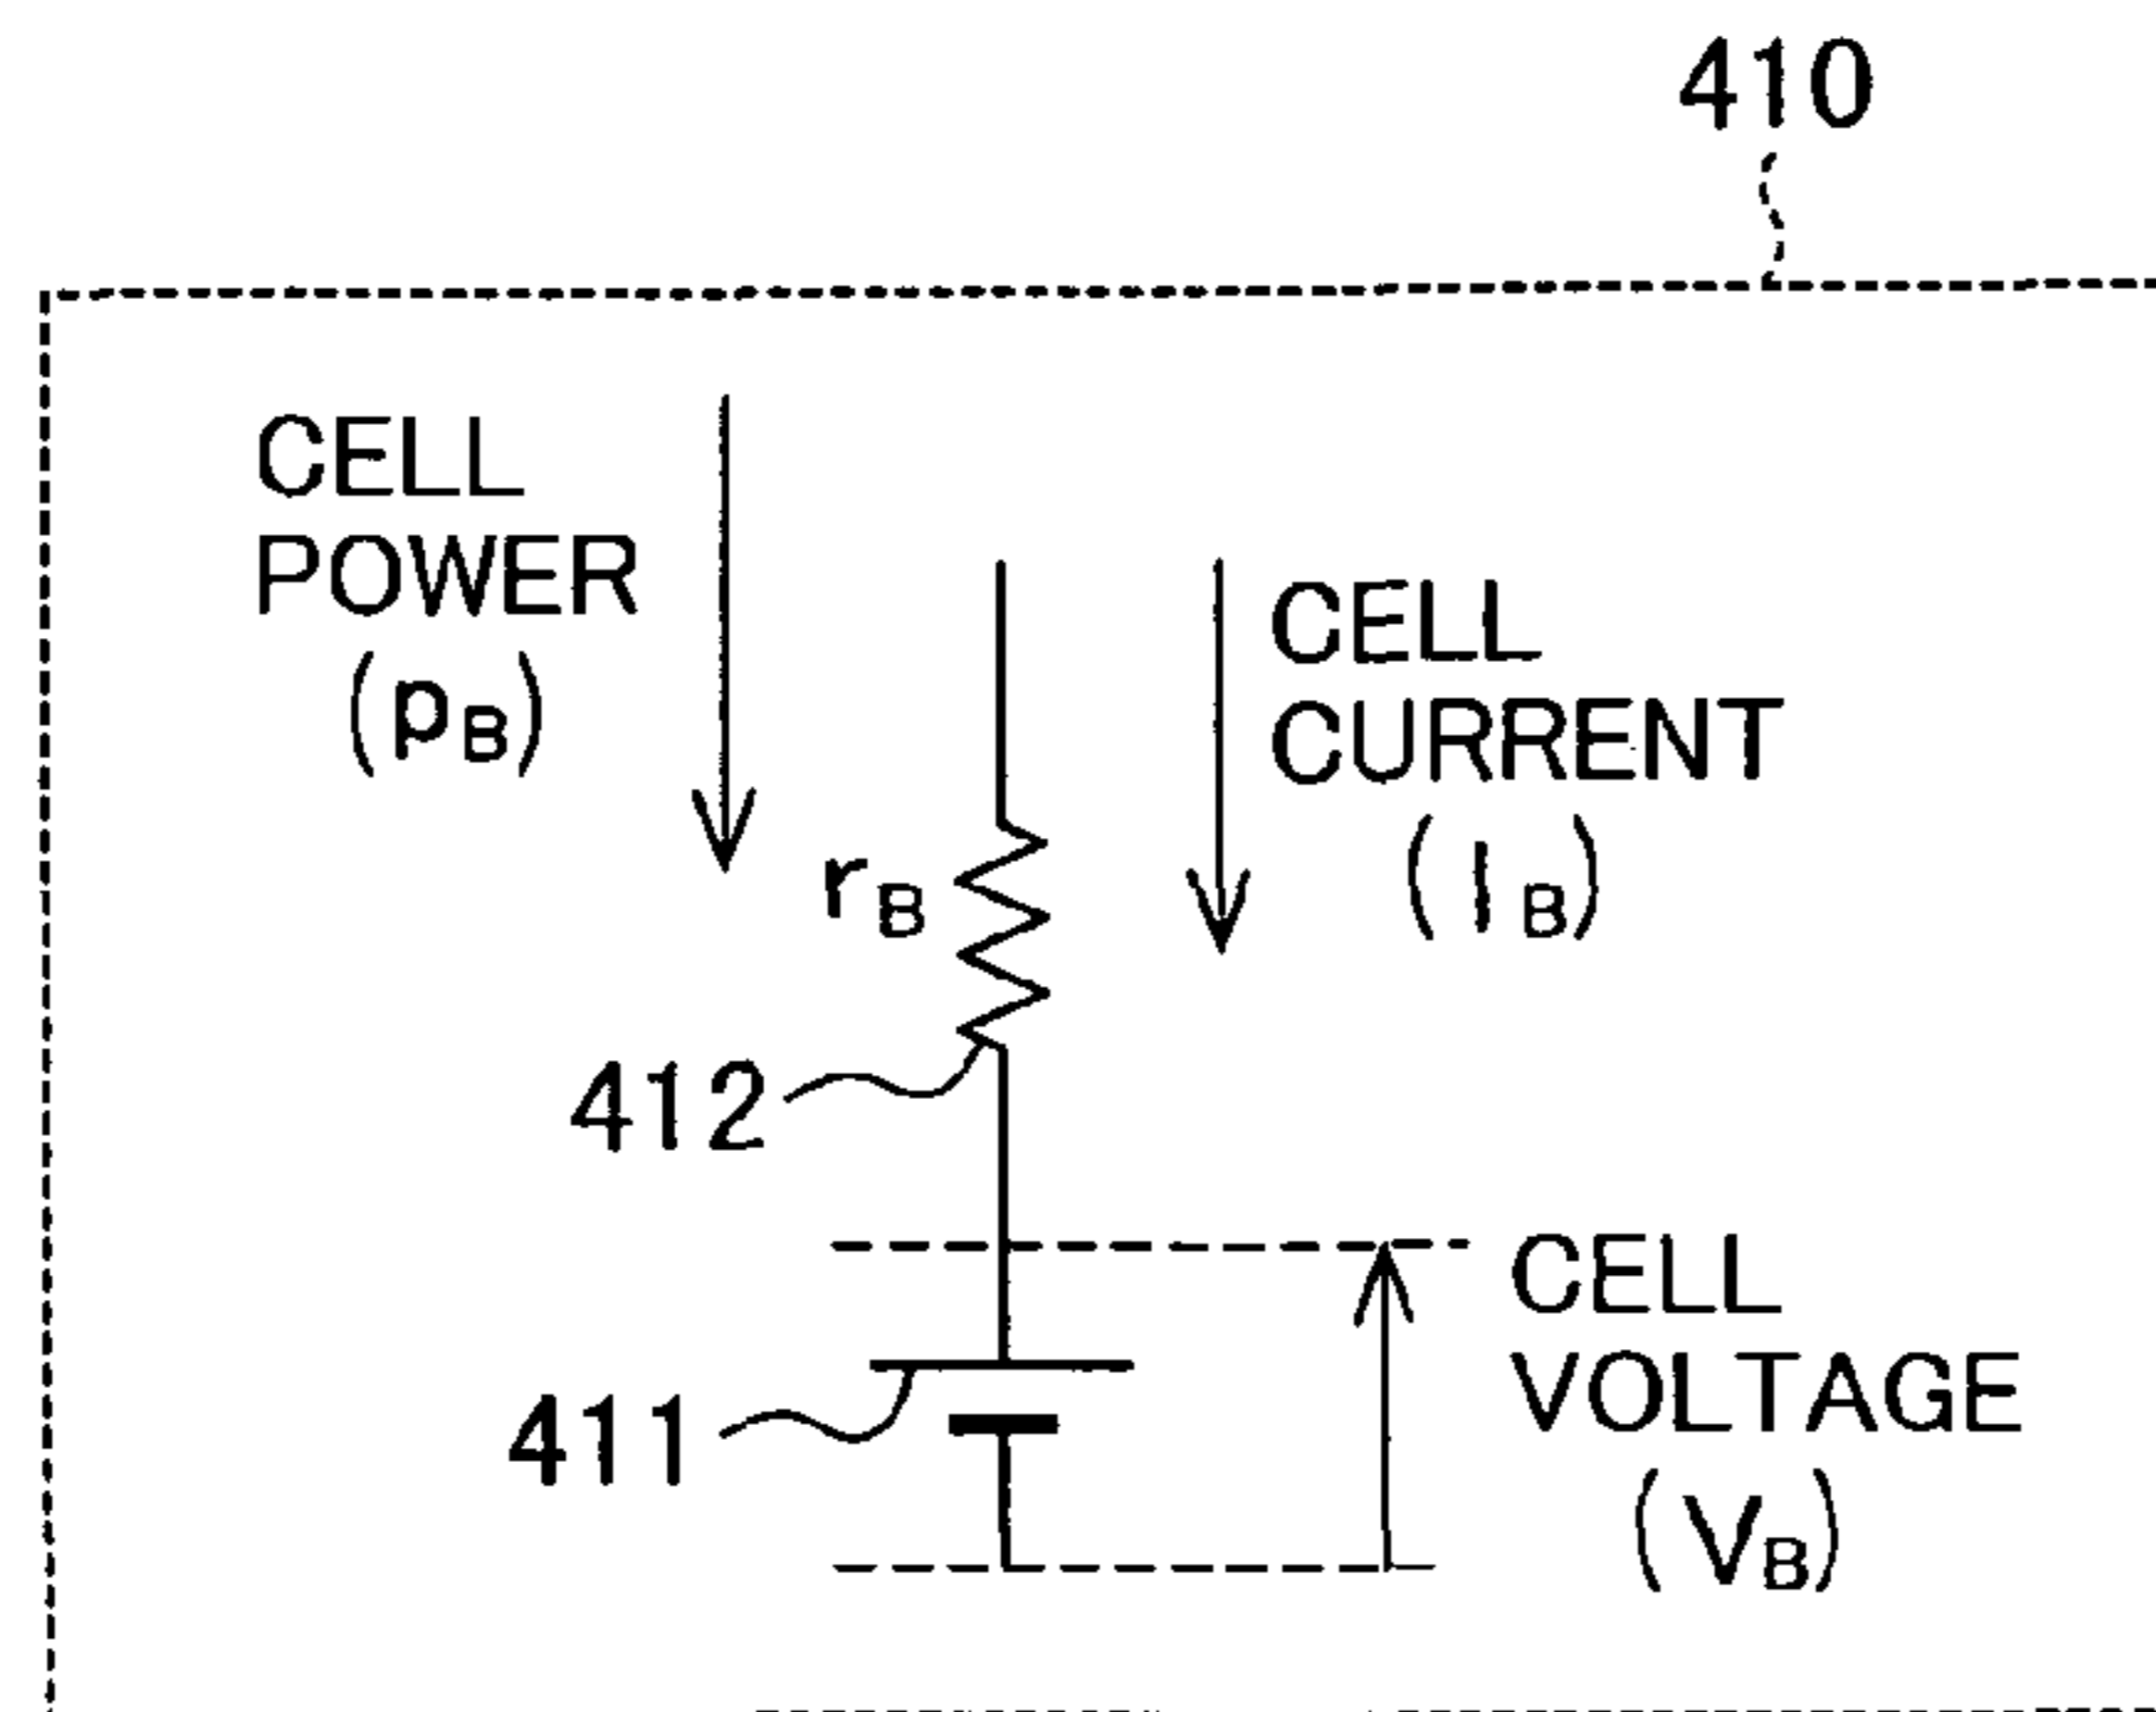 410
CELL
POWER
(pB)
CELL
CURRENT
(IB)
rB
412
CELL
VOLTAGE
(VB)
411